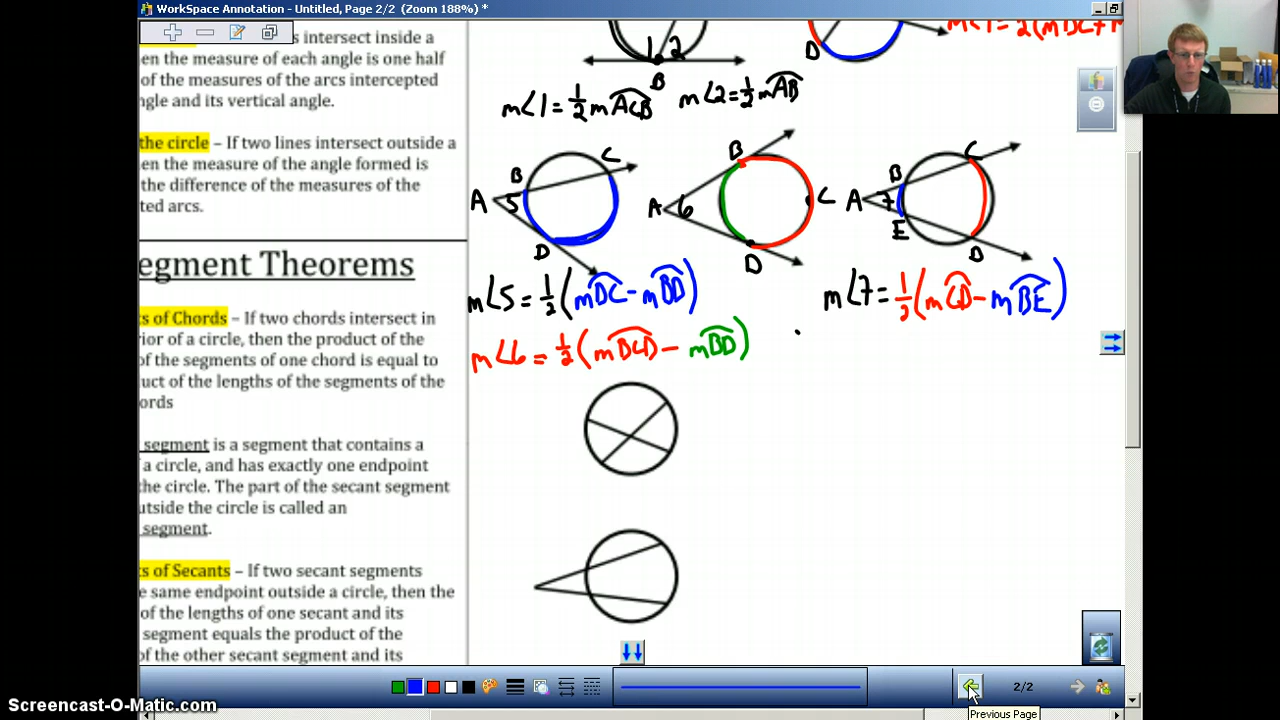 WorkSpace Annotation - Untitled, Page 2/2 (Zoom 188%) *
s intersect inside a
en the measure of each angle is one half
of the measures of the arcs intercepted
ngle and its vertical angle.
the circle – If two lines intersect outside a
en the measure of the angle formed is
the difference of the measures of the
ted arcs.
egment Theorems
ts of Chords – If two chords intersect in
rior of a circle, then the product of the
of the segments of one chord is equal to
uct of the lengths of the segments of the
ords
segment is a segment that contains a
f a circle, and has exactly one endpoint
the circle. The part of the secant segment
utside the circle is called an
segment.
ts of Secants – If two secant segments
e same endpoint outside a circle, then the
of the lengths of one secant and its
segment equals the product of the
of the other secant segment and its
1 2
B
D
m∠1 = ½ mACB
m∠2 = ½ mAB
A B C D 5
A B C D 6
A B C D E 7
m∠5 = ½ (mDC - mBD)
m∠7 = ½ (mCD - mBE)
m∠6 = ½ (mBCD - mBD)
2/2
Previous Page
Screencast-O-Matic.com